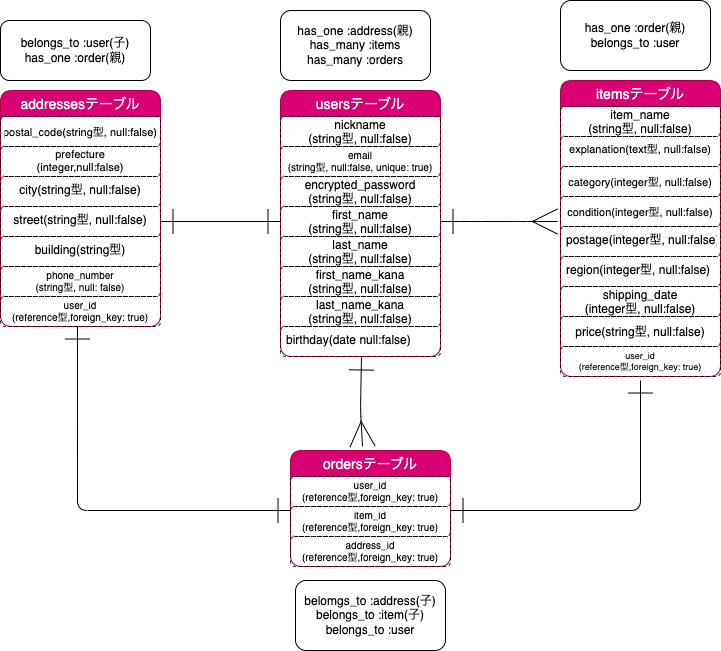 belongs_to :user(子)
has_one :order(親)
has_one :address(親)
has_many :items
has_many :orders
has_one :order(親)
belongs_to :user
addressesテーブル
postal_code(string型, null:false)
prefecture
(integer,null:false)
city(string型, null:false)
street(string型, null:false)
building(string型)
phone_number
(string型, null: false)
user_id
(reference型,foreign_key: true)
usersテーブル
nickname
(string型, null:false)
email
(string型, null:false, unique: true)
encrypted_password
(string型, null:false)
first_name
(string型, null:false)
last_name
(string型, null:false)
first_name_kana
(string型, null:false)
last_name_kana
(string型, null:false)
birthday(date null:false)
itemsテーブル
item_name
(string型, null:false)
explanation(text型, null:false)
category(integer型, null:false)
condition(integer型, null:false)
postage(integer型, null:false)
region(integer型, null:false)
shipping_date
(integer型, null:false)
price(string型, null:false)
user_id
(reference型,foreign_key: true)
ordersテーブル
user_id
(reference型,foreign_key: true)
item_id
(reference型,foreign_key: true)
address_id
(reference型,foreign_key: true)
belomgs_to :address(子)
belongs_to :item(子)
belongs_to :user